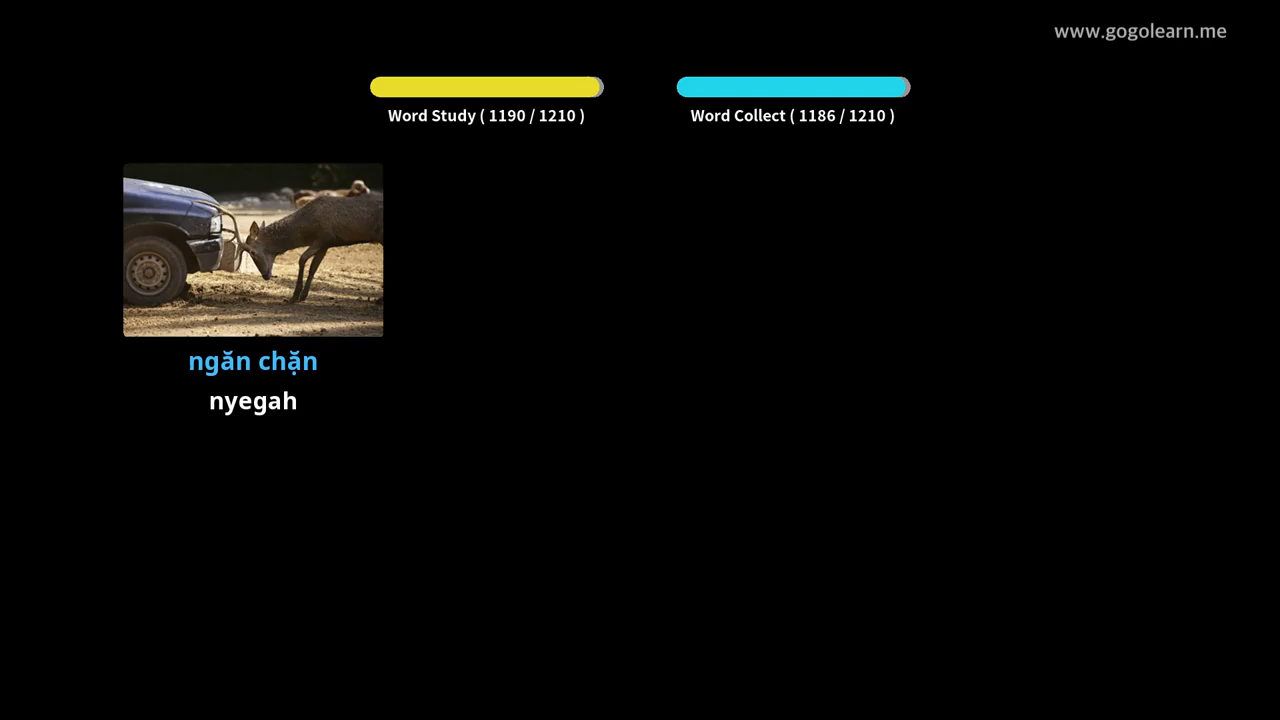 www.gogolearn.me
Word Study ( 1190 / 1210 )
Word Collect ( 1186 / 1210 )
ngăn chặn
nyegah